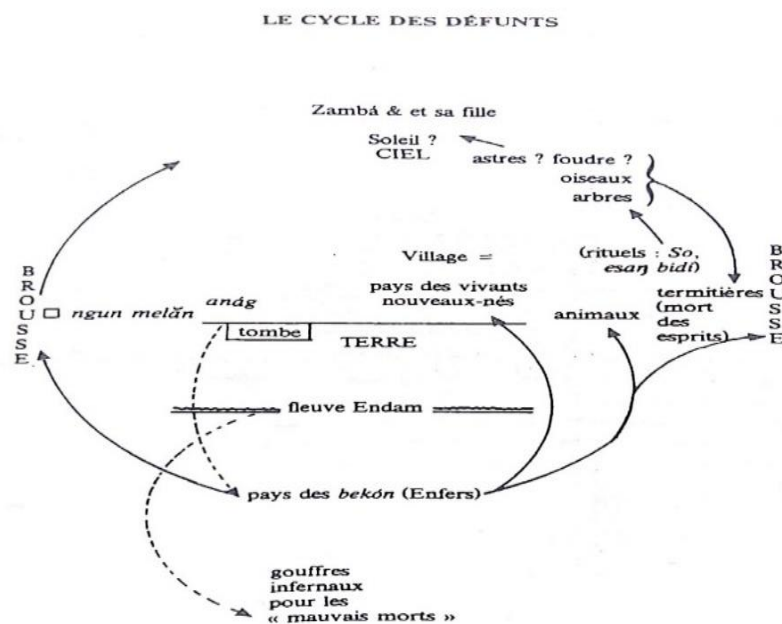 LE CYCLE DES DÉFUNTS
Zambá & et sa fille
Soleil ?
CIEL
astres ? foudre ?
oiseaux
arbres
Village =
(rituels : So,
esaŋ bidí)
BROUSSE
ngun melăn
anág
pays des vivants
nouveaux-nés
animaux
termitières
(mort
des
esprits)
BROUSSE
tombe
TERRE
fleuve Endam
pays des bekón (Enfers)
gouffres
infernaux
pour les
« mauvais morts »